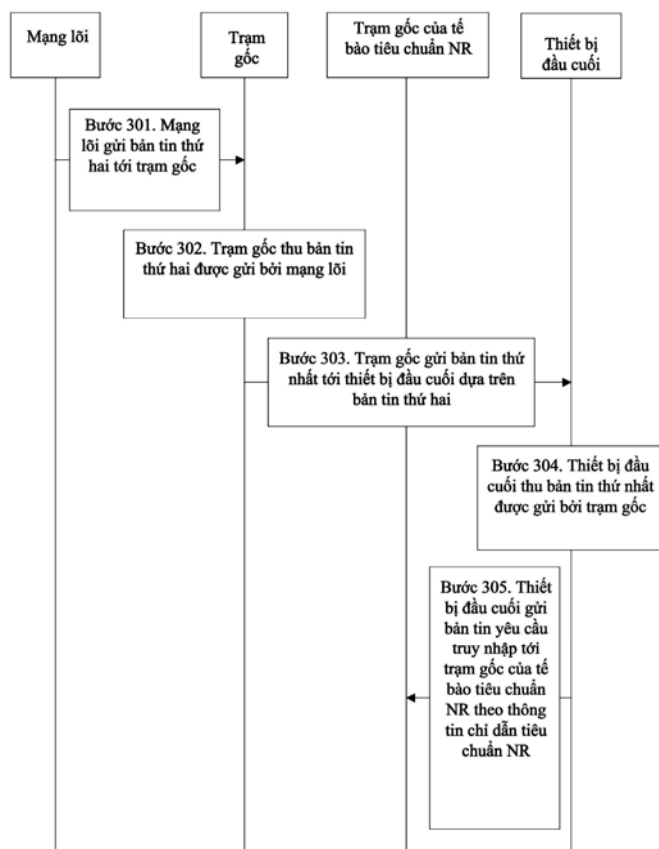 Mạng lõi
Trạm
gốc
Trạm gốc của tế
bào tiêu chuẩn NR
Thiết bị
đầu cuối
Bước 301. Mạng
lõi gửi bản tin thứ
hai tới trạm gốc
Bước 302. Trạm gốc thu bản tin
thứ hai được gửi bởi mạng lõi
Bước 303. Trạm gốc gửi bản tin thứ
nhất tới thiết bị đầu cuối dựa trên
bản tin thứ hai
Bước 304. Thiết bị đầu
cuối thu bản tin thứ nhất
được gửi bởi trạm gốc
Bước 305. Thiết
bị đầu cuối gửi
bản tin yêu cầu
truy nhập tới
trạm gốc của tế
bào tiêu chuẩn
NR theo thông
tin chỉ dẫn tiêu
chuẩn NR